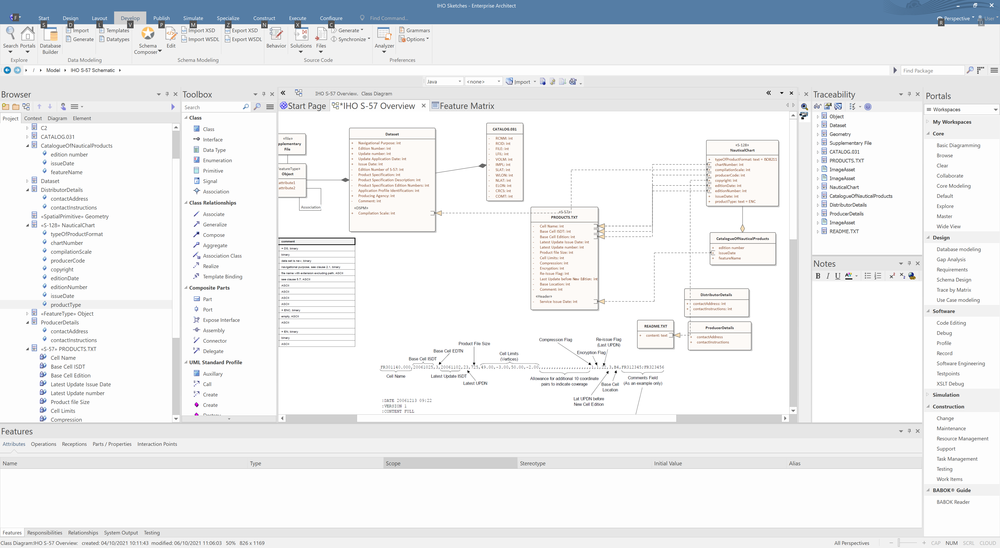 IHO Sketches - Enterprise Architect
F
Start
Design
Layout
Develop
Publish
Simulate
Specialize
Construct
Execute
Configure
Find Command...
Perspective
User
S
D
L
V
P
M
Z
N
X
C
R
U
Search
Portals
Explore
Database Builder
Import
Generate
Templates
Datatypes
Data Modeling
Schema Composer
Edit
Import XSD
Import WSDL
Export XSD
Export WSDL
Schema Modeling
Behavior
Solutions
Files
Generate
Synchronize
Source Code
Analyzer
Grammars
Options
Preferences
/
Model
IHO S-57 Schematic
Find Package
Java
<none>
Import
Browser
Project
Context
Diagram
Element
C2
CATALOG.031
CatalogueOfNauticalProducts
edition number
issueDate
featureName
Dataset
DistributorDetails
contactAddress
contactInstructions
«SpatialPrimitive» Geometry
«S-128» NauticalChart
typeOfProductFormat
chartNumber
compilationScale
producerCode
copyright
editionDate
editionNumber
issueDate
productType
«FeatureType» Object
ProducerDetails
contactAddress
contactInstructions
«S-57» PRODUCTS.TXT
Cell Name
Base Cell ISDT
Base Cell Edition
Latest Update Issue Date
Latest Update number
Product file Size
Cell Limits
Compression
Toolbox
Search
Class
Class
Interface
Data Type
Enumeration
Primitive
Signal
Association
Class Relationships
Associate
Generalize
Compose
Aggregate
Association Class
Realize
Template Binding
Composite Parts
Part
Port
Expose Interface
Assembly
Connector
Delegate
UML Standard Profile
Auxillary
Call
Create
Create
Destroy
IHO S-57 Overview.  Class Diagram
Start Page
*IHO S-57 Overview
Feature Matrix
«file»
pplementary
File
eatureType»
Object
attribute1
attribute2
Association
Dataset
+ Navigational Purpose: int
+ Edition Number: int
+ Update number: int
+ Update Application Date: int
+ Issue Date: int
- Edition Number of S-57: int
- Product Specification: int
- Product Specification Description: int
- Product Specification Edition Numbers: int
- Application Profile Identification: int
+ Producing Agency: int
- Comment: int
«DSPM»
+ Compilation Scale: int
CATALOG.031
- RCNM: int
- RCID: int
- FILE: int
- LFIL: int
- VOLM: int
- IMPL: int
- SLAT: int
- WLON: int
- NLAT: int
- ELON: int
- CRCS: int
- COMT: int
«S-57»
PRODUCTS.TXT
- Cell Name: int
- Base Cell ISDT: int
- Base Cell Edition: int
- Latest Update Issue Date: int
- Latest Update number: int
- Product file Size: int
- Cell Limits: int
- Compression: int
- Encryption: int
- Re-Issue Flag: int
- Last Update before New Edition: int
- Base Location: int
- Comment: int
«Header»
- Service Issue Date: int
«S-128»
NauticalChart
+ typeOfProductFormat: text = ISO8211
+ chartNumber: int
+ compilationScale: int
+ producerCode: int
+ copyright: int
+ editionDate: int
+ editionNumber: int
+ issueDate: int
+ productType: text = ENC
CatalogueOfNauticalProducts
+ edition number
+ issueDate
+ featureName
DistributorDetails
+ contactAddress: int
+ contactInstructions: int
README.TXT
+ content: text
ProducerDetails
+ contactAddress
+ contactInstructions
comment
= DS, binary
binary
data set is new, binary
navigational purpose, see clause 2.1, binary
file name with extension excluding path, ASCII
see clause 5.7, ASCII
ASCII
ASCII
ASCII
ASCII
= ENC, binary
empty, ASCII
ASCII
= EN, binary
binary
ASCII
Compression Flag
Re-issue Flag
(Last UPDN)
Product File Size
Base Cell EDTN
Encryption Flag
Cell Limits
(Vertices)
Base Cell ISDT
FR301140.000,20061025,3,20061102,23,725,49.00,-3.00,50.00,-2.00,,,,,,,,,,,,,,,,,,,,,1,1,22,3,B4,FR312345;FR323456
Cell Name
Latest Update ISDT
Latest UPDN
Allowance for additional 10 coordinate
pairs to indicate coverage
Base Cell
Location
Comments Field
(As an example only)
Lat UPDN before
New Cell Edition
:DATE 20061213 09:22
:VERSION 1
:CONTENT FULL
Traceability
Object
Dataset
Geometry
Supplementary File
CATALOG.031
PRODUCTS.TXT
ImageAsset
ImageAsset
NauticalChart
CatalogueOfNauticalProducts
DistributorDetails
ProducerDetails
ImageAsset
README.TXT
Notes
B I U
Portals
Workspaces
My Workspaces
Core
Basic Diagramming
Browse
Clear
Collaborate
Core Modeling
Default
Explore
Master
Wide View
Design
Database modeling
Gap Analysis
Requirements
Schema Design
Trace by Matrix
Use Case modeling
Software
Code Editing
Debug
Profile
Record
Software Engineering
Testpoints
XSLT Debug
Simulation
Construction
Change
Maintenance
Resource Management
Support
Task Management
Testing
Work Items
BABOK® Guide
BABOK Reader
Features
Attributes
Operations
Receptions
Parts / Properties
Interaction Points
Name
Type
Scope
Stereotype
Initial Value
Alias
Features
Responsibilities
Relationships
System Output
Testing
Class Diagram:IHO S-57 Overview:   created: 04/10/2021 10:11:43  modified: 06/10/2021 11:06:03   50%   826 x 1169
All Perspectives
CAP
NUM
SCRL
CLOUD